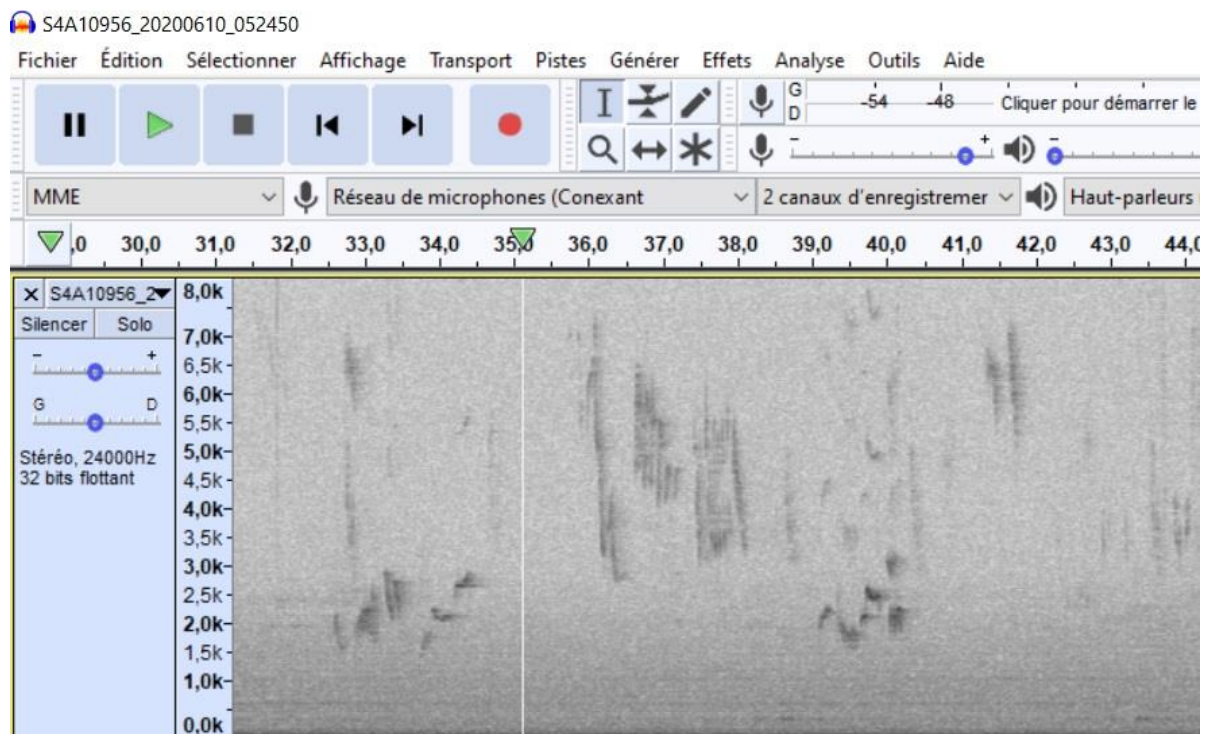 S4A10956_20200610_052450
Fichier Édition Sélectionner Affichage Transport Pistes Générer Effets Analyse Outils Aide
G
D
-54 -48 Cliquer pour démarrer le
- +
-
MME
Réseau de microphones (Conexant
2 canaux d'enregistremer
Haut-parleurs
,0 30,0 31,0 32,0 33,0 34,0 35,0 36,0 37,0 38,0 39,0 40,0 41,0 42,0 43,0 44,0
× S4A10956_2
Silencer Solo
- +
G D
Stéréo, 24000Hz
32 bits flottant
8,0k
7,0k
6,5k
6,0k
5,5k
5,0k
4,5k
4,0k
3,5k
3,0k
2,5k
2,0k
1,5k
1,0k
0,0k